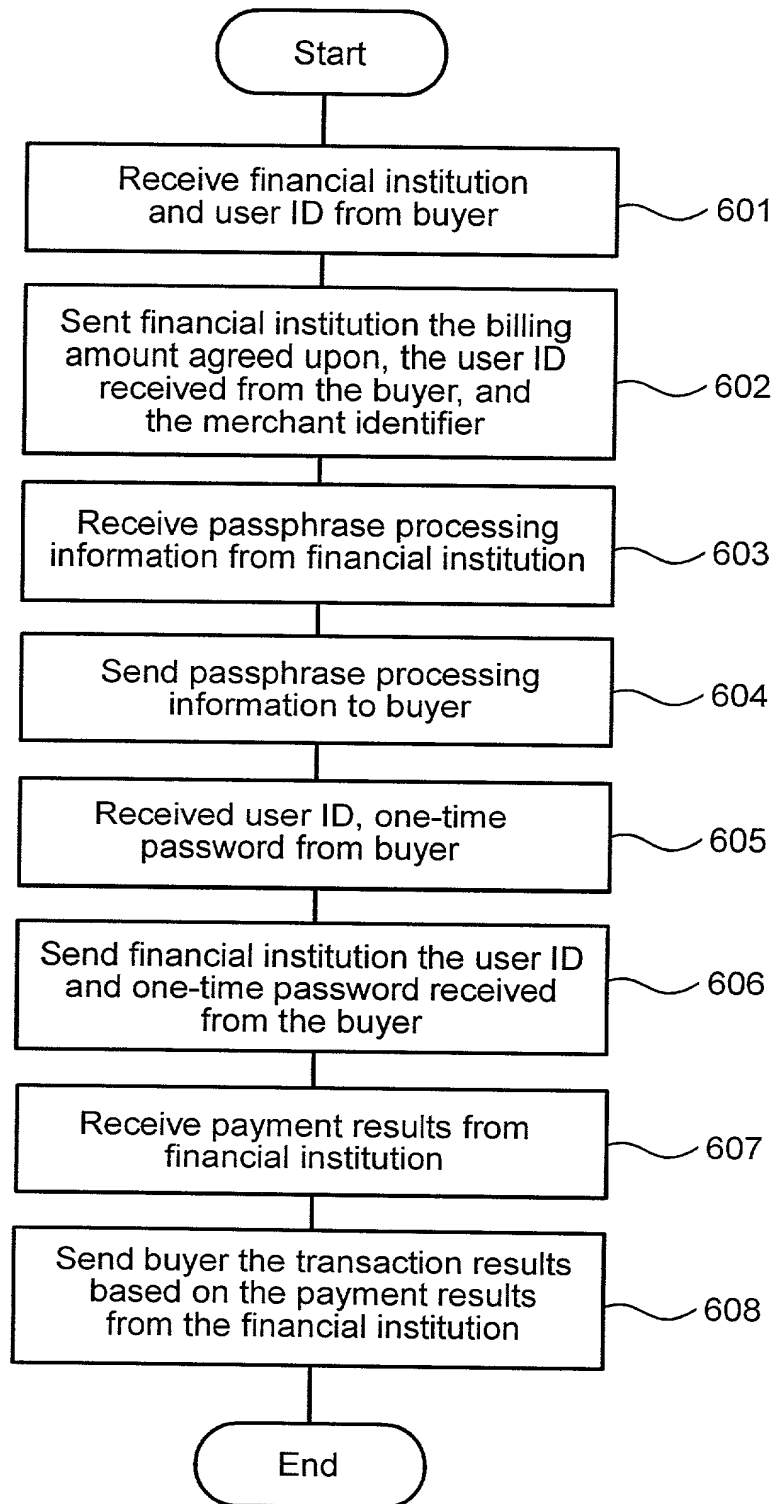 Start
Receive financial institution
and user ID from buyer
601
Sent financial institution the billing
amount agreed upon, the user ID
received from the buyer, and
the merchant identifier
602
Receive passphrase processing
information from financial institution
603
Send passphrase processing
information to buyer
604
Received user ID, one-time
password from buyer
605
Send financial institution the user ID
and one-time password received
from the buyer
606
Receive payment results from
financial institution
607
Send buyer the transaction results
based on the payment results
from the financial institution
608
End